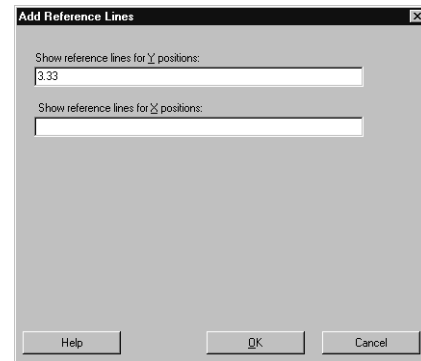 Add Reference Lines
Show reference lines for Y positions:
3.33
Show reference lines for X positions:
Help OK Cancel